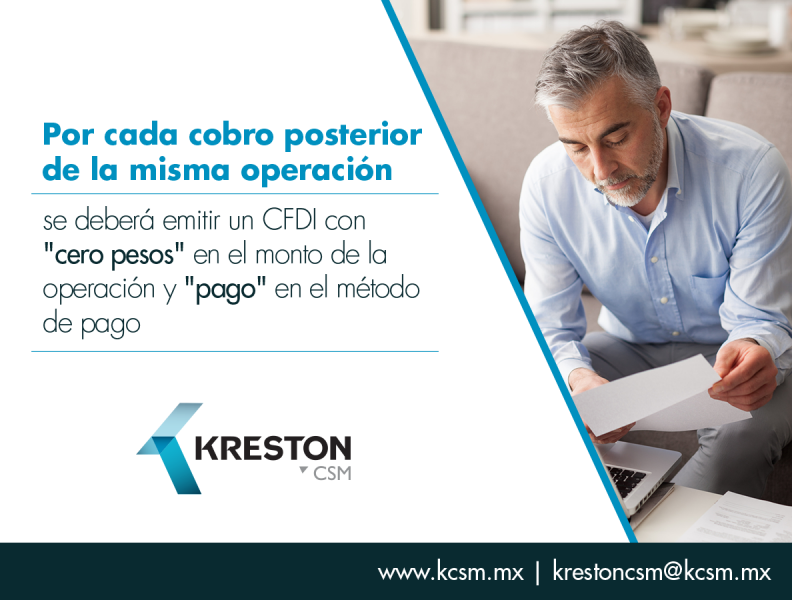 Por cada cobro posterior
de la misma operación
se deberá emitir un CFDI con
"cero pesos" en el monto de la
operación y "pago" en el método
de pago
KRESTON
CSM
www.kcsm.mx | krestoncsm@kcsm.mx